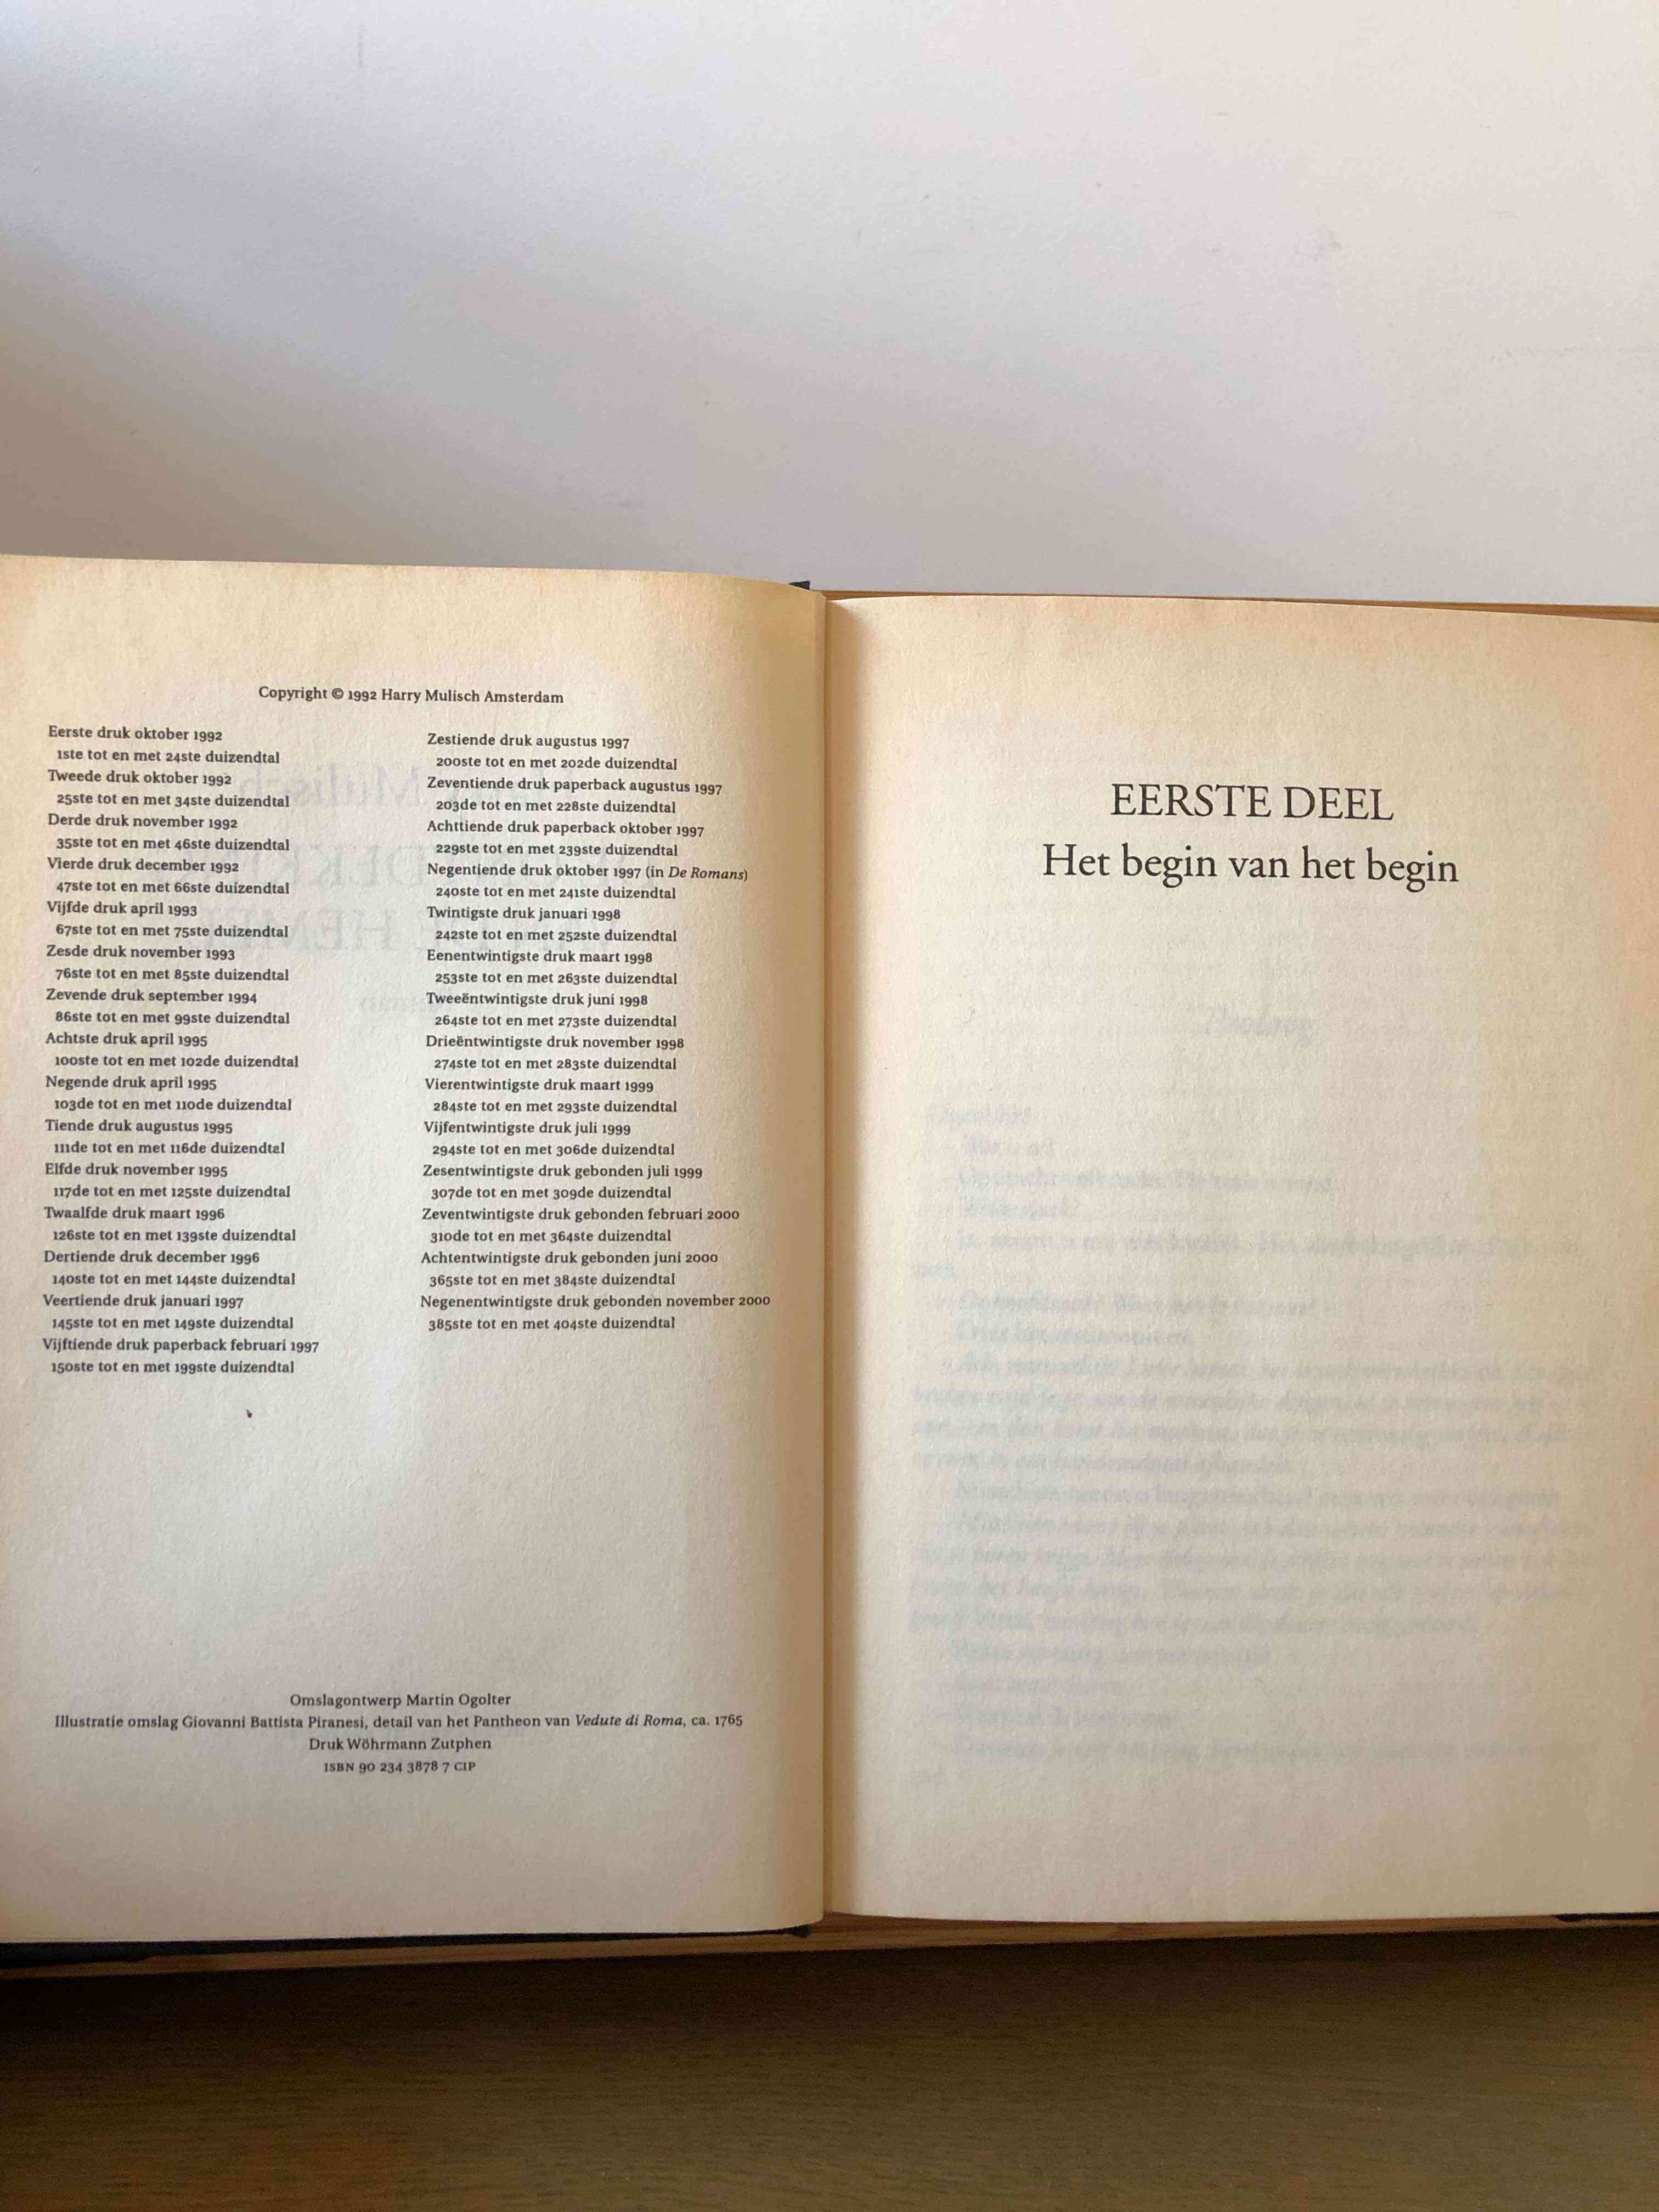 Copyright © 1992 Harry Mulisch Amsterdam
Eerste druk oktober 1992
1ste tot en met 24ste duizendtal
Tweede druk oktober 1992
25ste tot en met 34ste duizendtal
Derde druk november 1992
35ste tot en met 46ste duizendtal
Vierde druk december 1992
47ste tot en met 66ste duizendtal
Vijfde druk april 1993
67ste tot en met 75ste duizendtal
Zesde druk november 1993
76ste tot en met 85ste duizendtal
Zevende druk september 1994
86ste tot en met 99ste duizendtal
Achtste druk april 1995
100ste tot en met 102de duizendtal
Negende druk april 1995
103de tot en met 110de duizendtal
Tiende druk augustus 1995
111de tot en met 116de duizendtal
Elfde druk november 1995
117de tot en met 125ste duizendtal
Twaalfde druk maart 1996
126ste tot en met 139ste duizendtal
Dertiende druk december 1996
140ste tot en met 144ste duizendtal
Veertiende druk januari 1997
145ste tot en met 149ste duizendtal
Vijftiende druk paperback februari 1997
150ste tot en met 199ste duizendtal
Zestiende druk augustus 1997
200ste tot en met 202de duizendtal
Zeventiende druk paperback augustus 1997
203de tot en met 228ste duizendtal
Achttiende druk paperback oktober 1997
229ste tot en met 239ste duizendtal
Negentiende druk oktober 1997 (in De Romans)
240ste tot en met 241ste duizendtal
Twintigste druk januari 1998
242ste tot en met 252ste duizendtal
Eenentwintigste druk maart 1998
253ste tot en met 263ste duizendtal
Tweeëntwintigste druk juni 1998
264ste tot en met 273ste duizendtal
Drieëntwintigste druk november 1998
274ste tot en met 283ste duizendtal
Vierentwintigste druk maart 1999
284ste tot en met 293ste duizendtal
Vijfentwintigste druk juli 1999
294ste tot en met 306de duizendtal
Zesentwintigste druk gebonden juli 1999
307de tot en met 309de duizendtal
Zeventwintigste druk gebonden februari 2000
310de tot en met 364ste duizendtal
Achtentwintigste druk gebonden juni 2000
365ste tot en met 384ste duizendtal
Negenentwintigste druk gebonden november 2000
385ste tot en met 404ste duizendtal
Omslagontwerp Martin Ogolter
Illustratie omslag Giovanni Battista Piranesi, detail van het Pantheon van Vedute di Roma, ca. 1765
Druk Wöhrmann Zutphen
ISBN 90 234 3878 7 CIP
EERSTE DEEL
Het begin van het begin